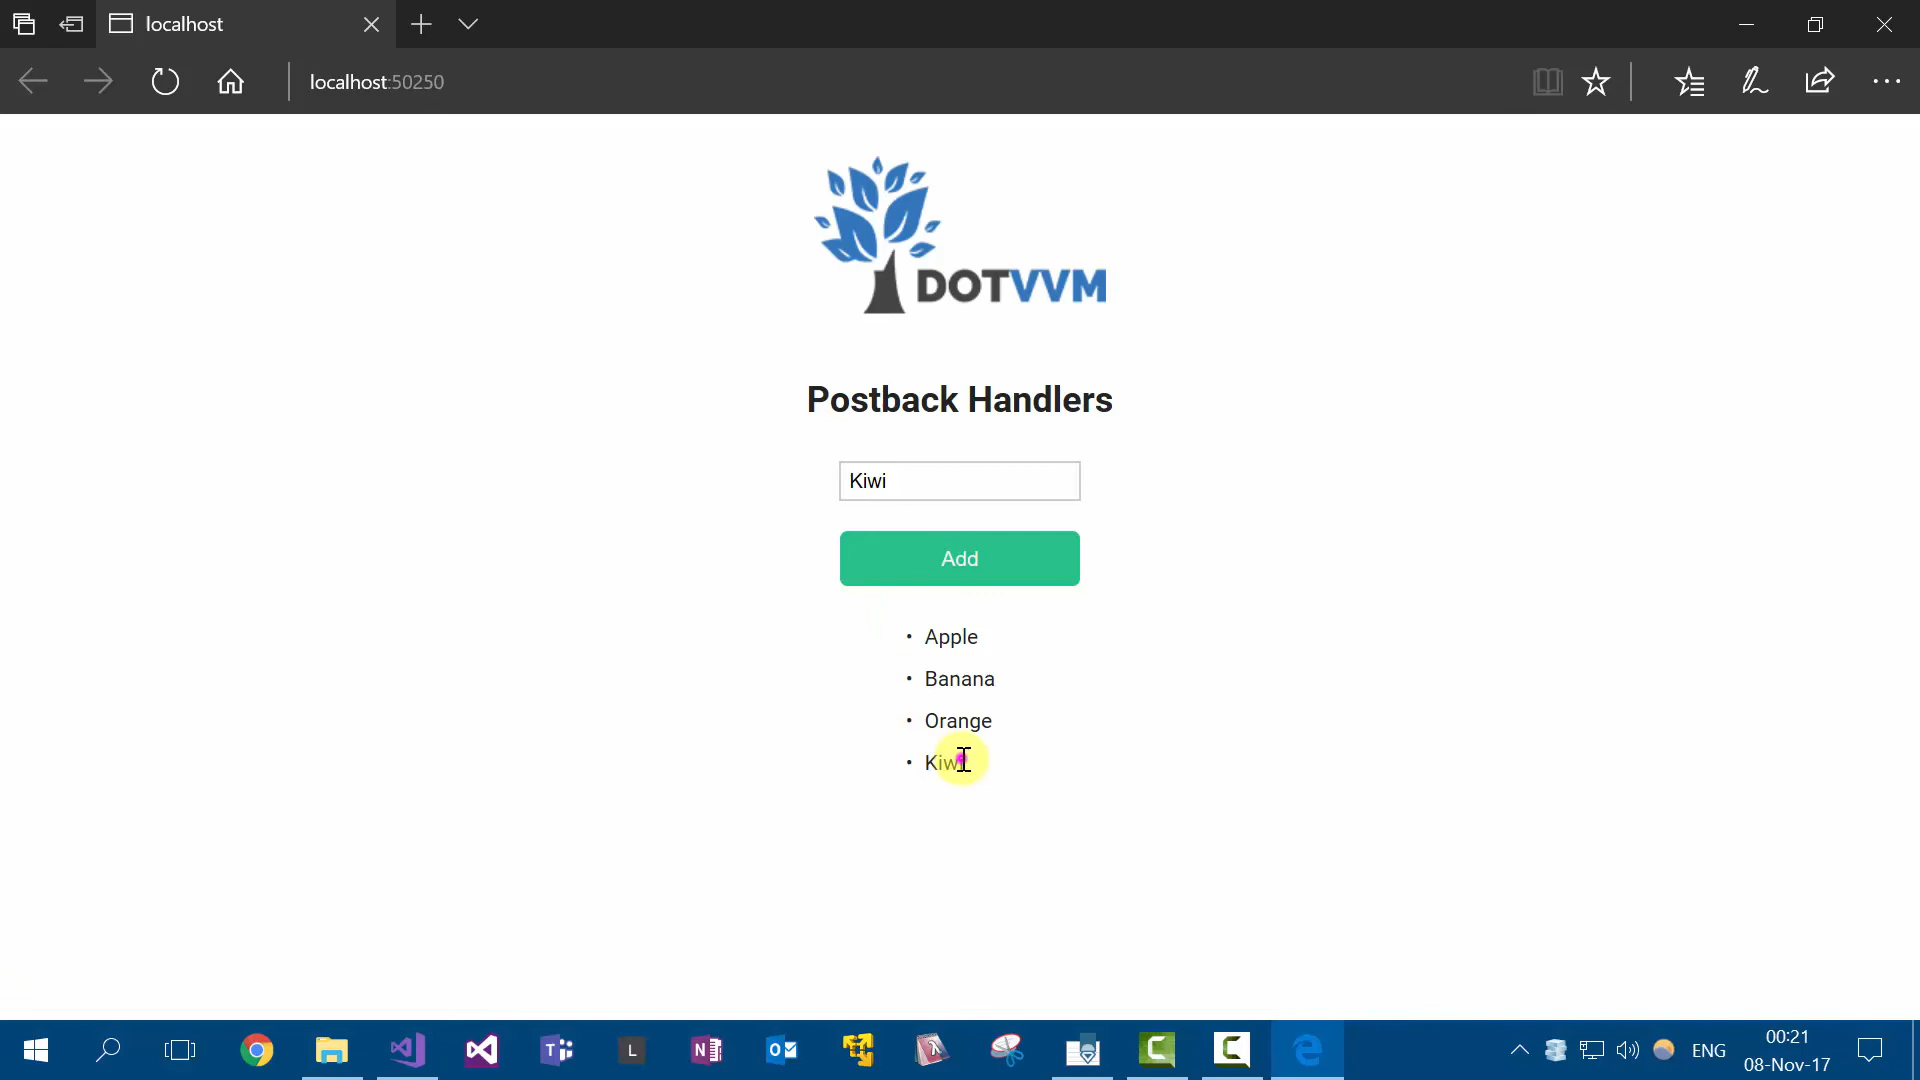 localhost
localhost:50250
DOTVVM
Postback Handlers
Kiwi
Add
• Apple
• Banana
• Orange
• Kiwi
ENG
00:21
08-Nov-17